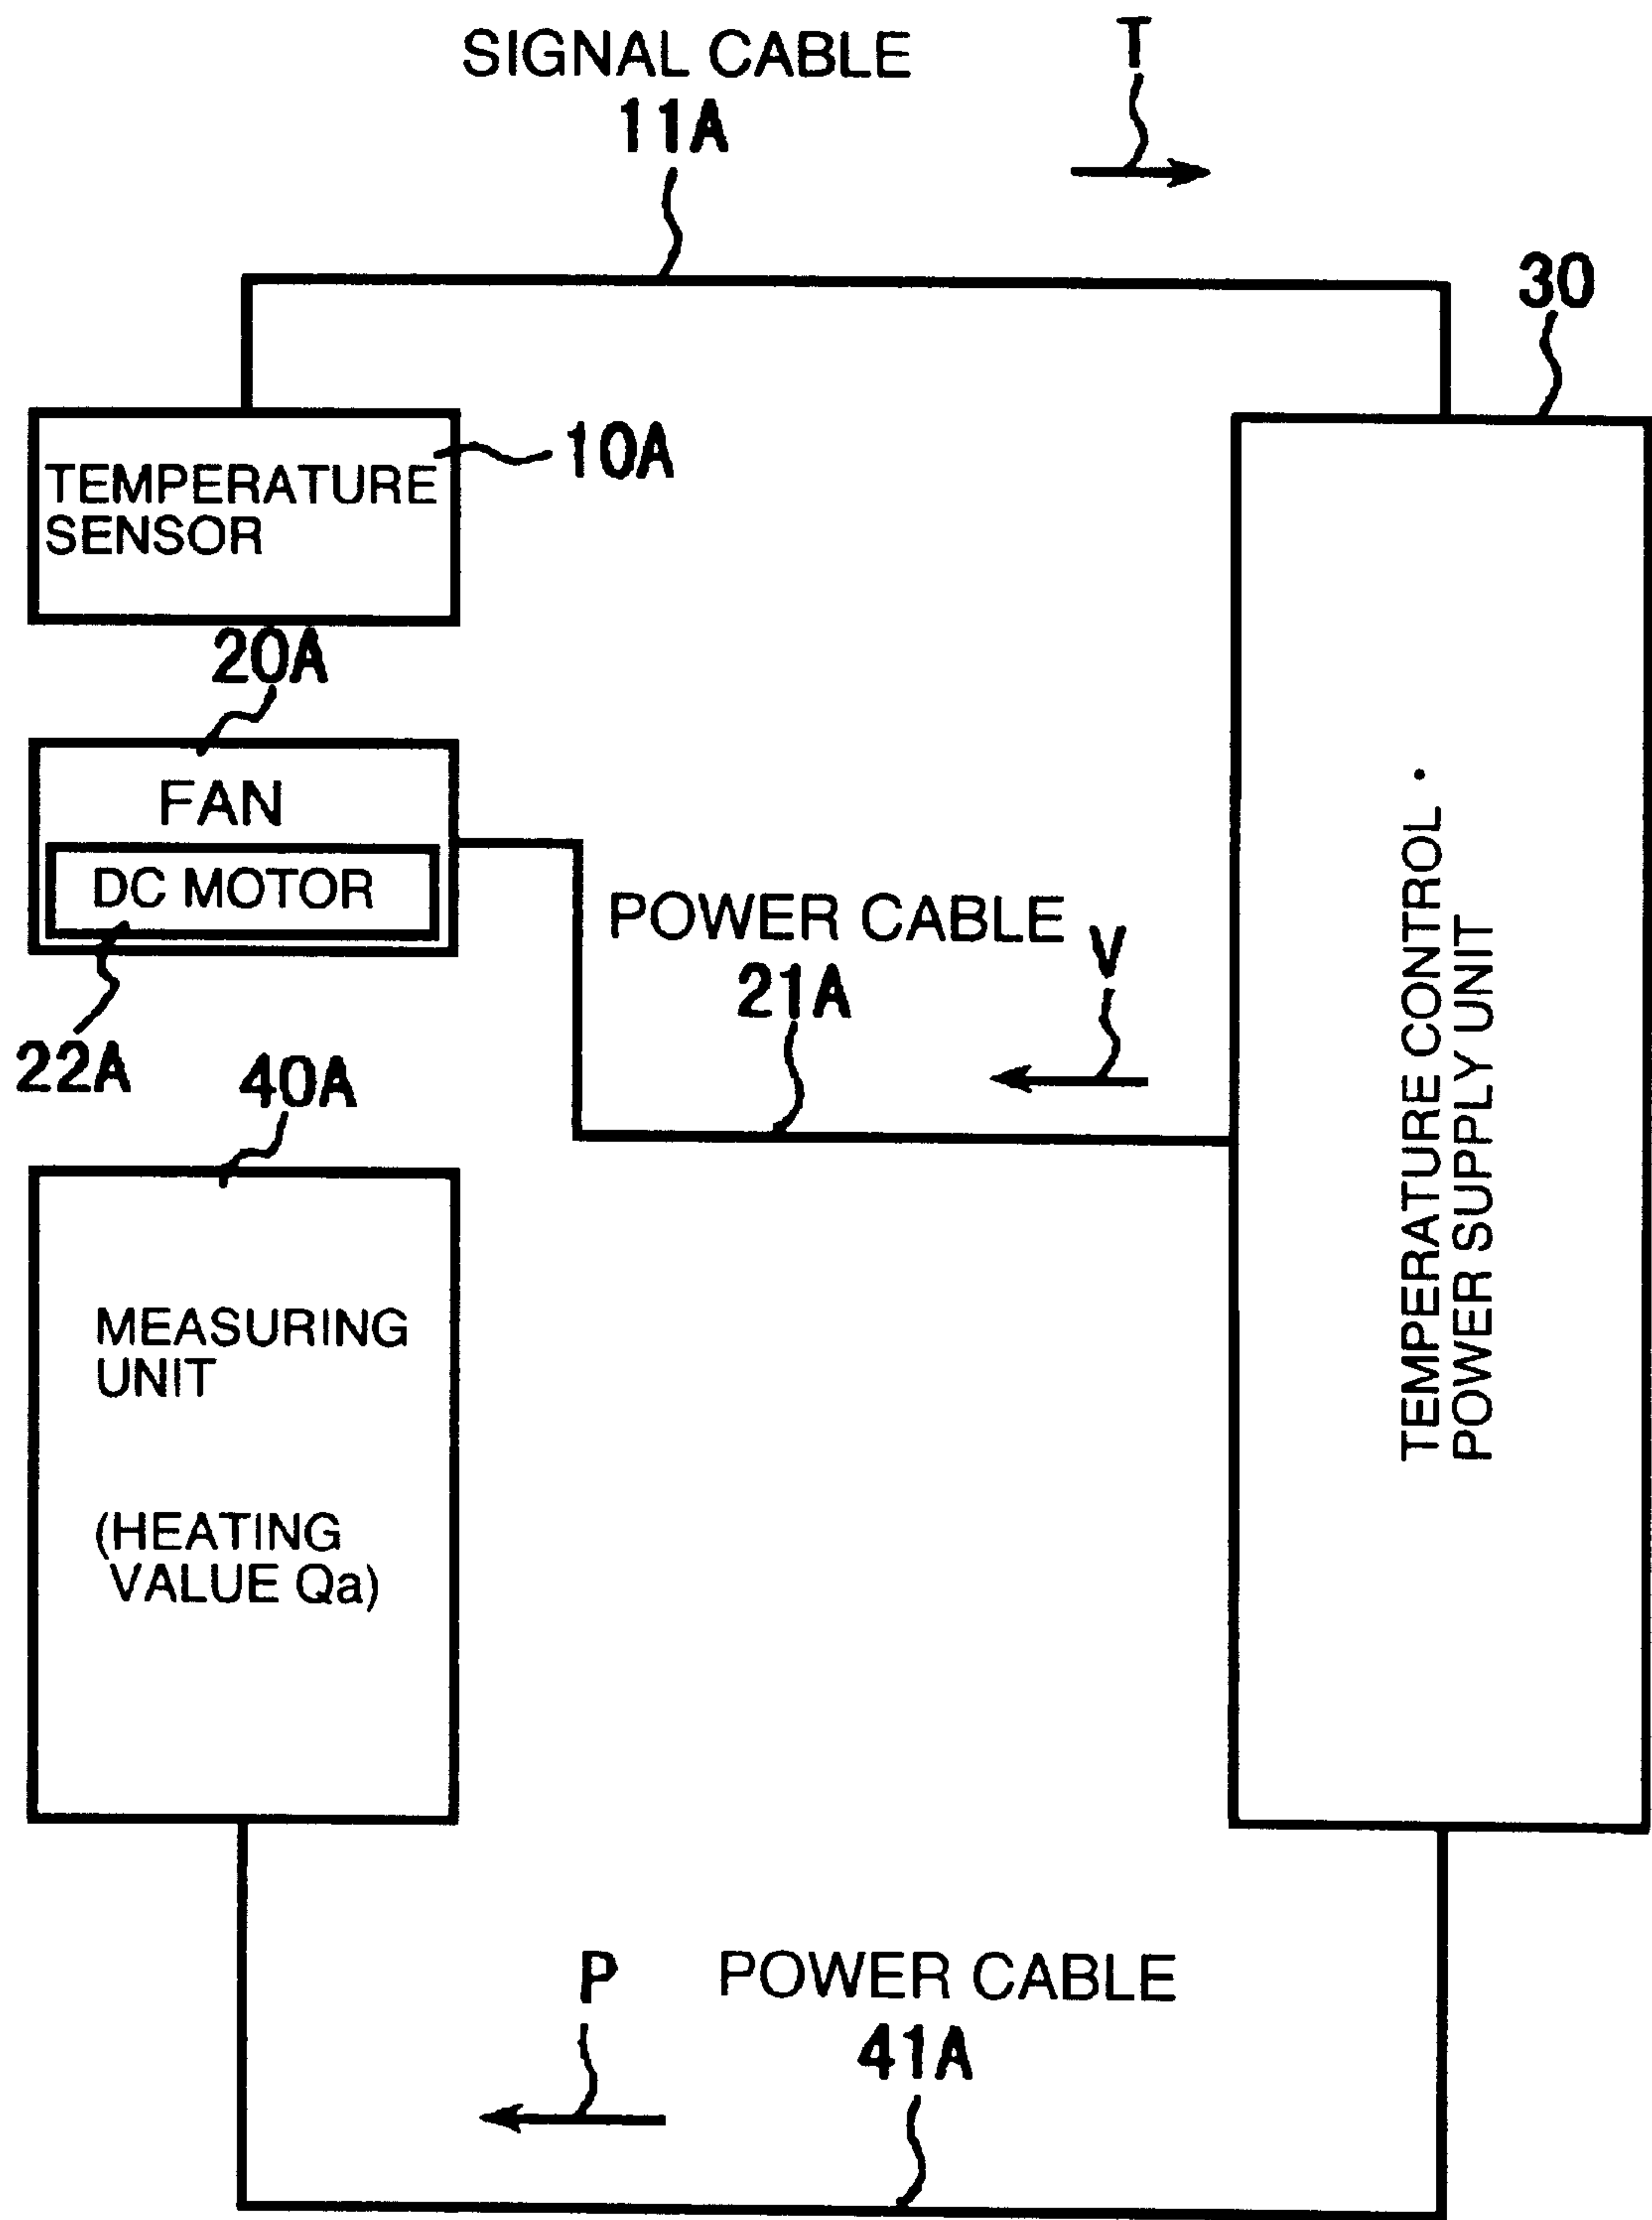 SIGNAL CABLE
11A
T
30
10A
TEMPERATURE
SENSOR
20A
FAN
DC MOTOR
22A
POWER CABLE
21A
V
40A
MEASURING
UNIT
(HEATING
VALUE Qa)
TEMPERATURE CONTROL ·
POWER SUPPLY UNIT
P
POWER CABLE
41A